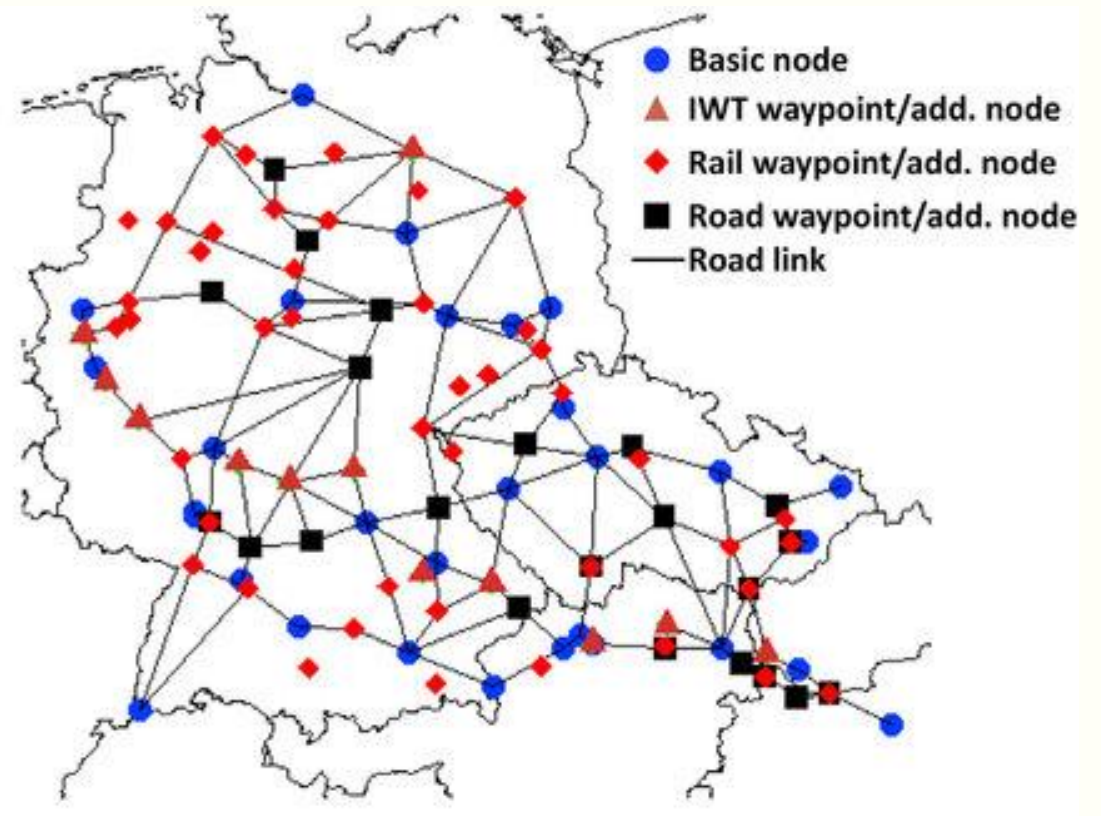 Basic node
IWT waypoint/add. node
Rail waypoint/add. node
Road waypoint/add. node
Road link